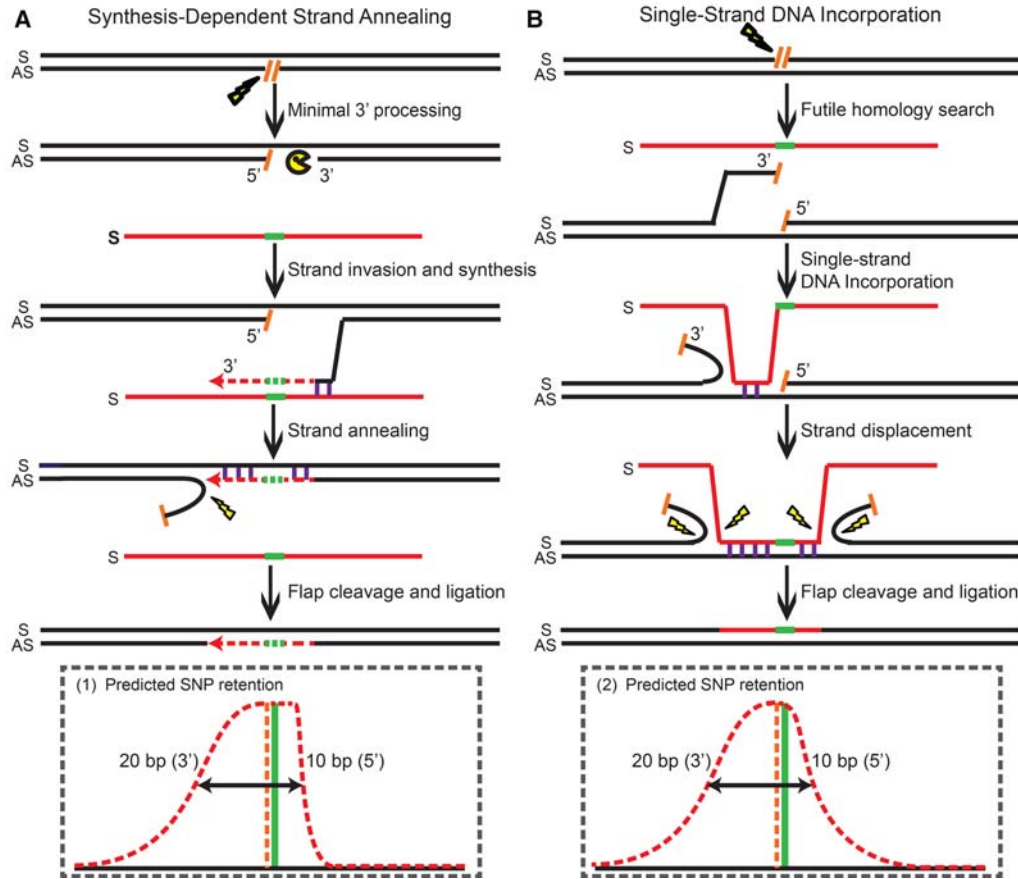 A
Synthesis-Dependent Strand Annealing
S
AS
Minimal 3' processing
S
AS
5'
3'
S
Strand invasion and synthesis
S
AS
5'
3'
S
Strand annealing
S
AS
S
Flap cleavage and ligation
S
AS
(1) Predicted SNP retention
20 bp (3')
10 bp (5')
B
Single-Strand DNA Incorporation
S
AS
Futile homology search
S
3'
5'
S
AS
Single-strand
DNA Incorporation
S
3'
5'
S
AS
Strand displacement
S
S
AS
Flap cleavage and ligation
S
AS
(2) Predicted SNP retention
20 bp (3')
10 bp (5')